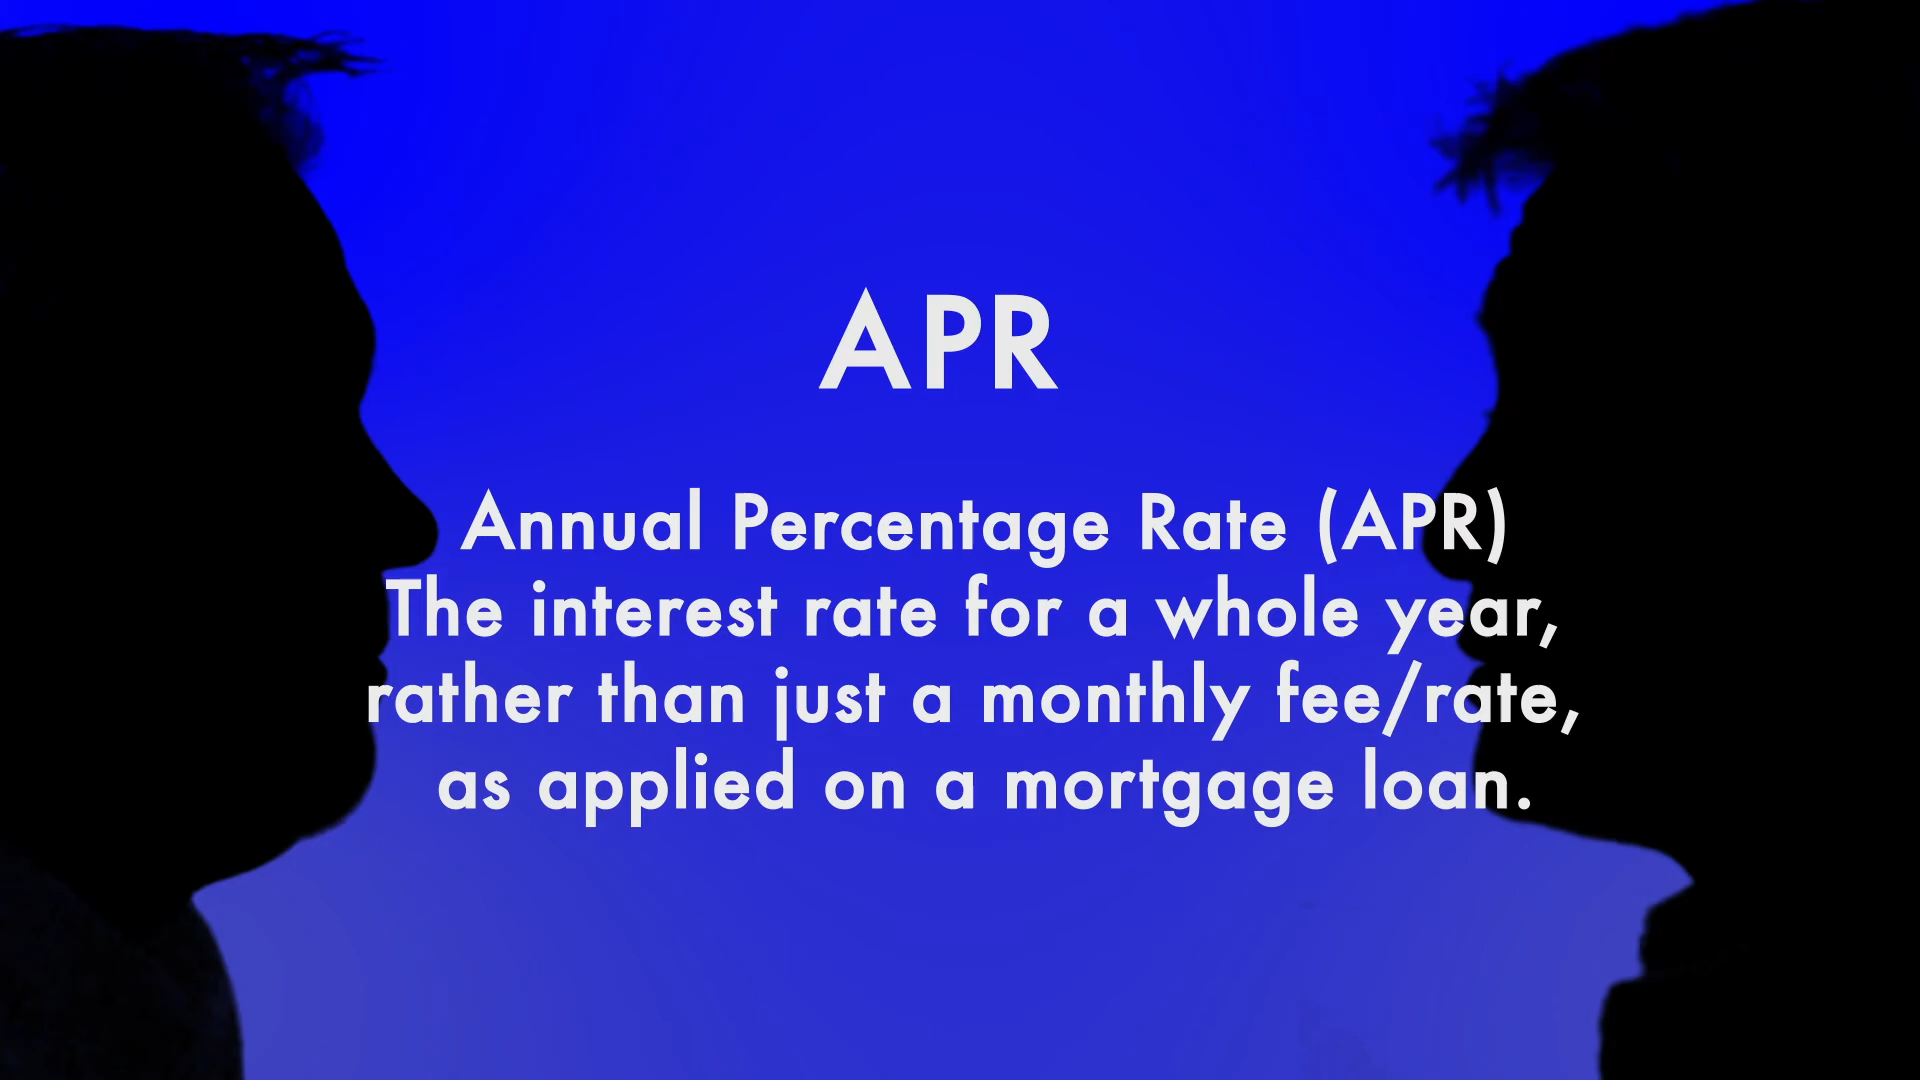 APR
Annual Percentage Rate (APR)
The interest rate for a whole year,
rather than just a monthly fee/rate,
as applied on a mortgage loan.